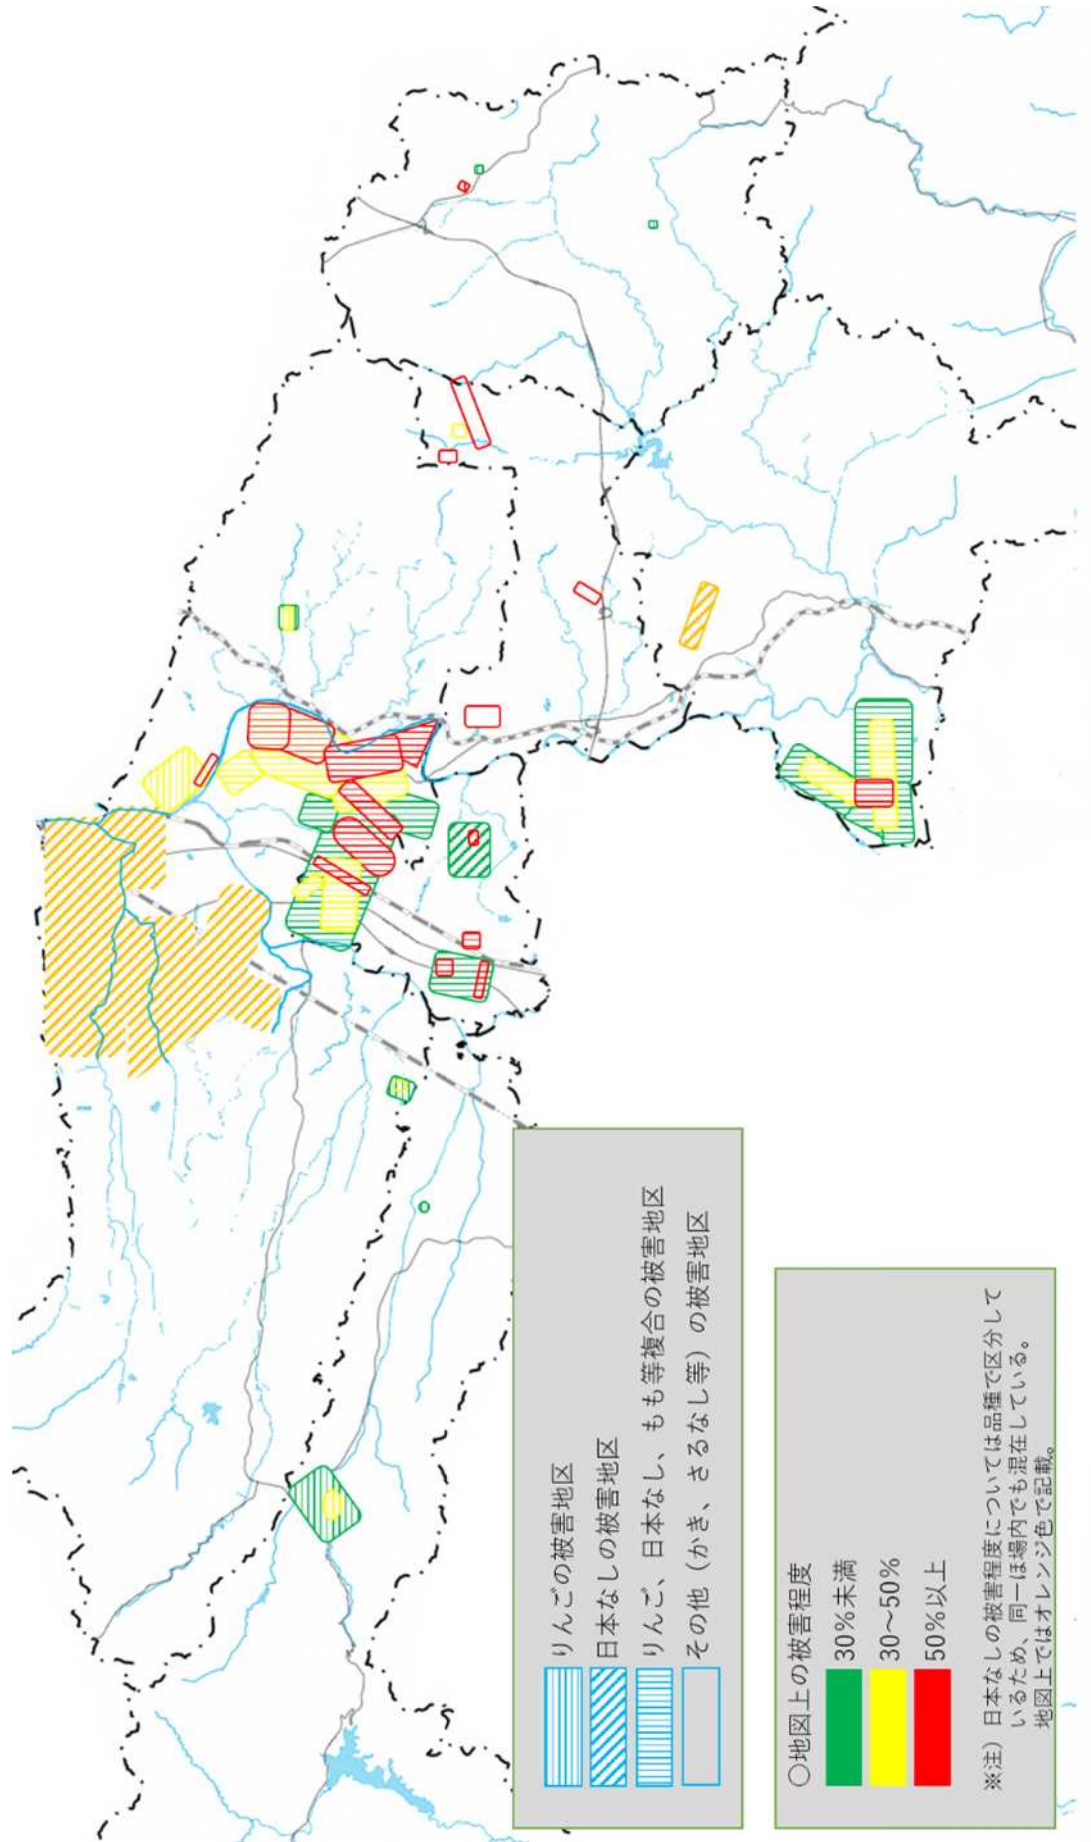 りんごの被害地区
日本なしの被害地区
りんご、日本なし、もも等複合の被害地区
その他（かき、さるなし等）の被害地区
○地図上の被害程度
30％未満
30～50％
50％以上
※注）日本なしの被害程度については品種で区分して
いるため、同一ほ場内でも混在している。
地図上ではオレンジ色で記載。